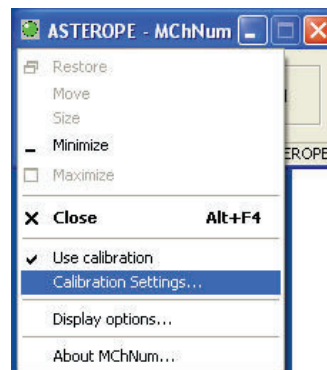 ASTEROPE - MChNum
Restore
Move
Size
Minimize
EROPE
Maximize
Close Alt+F4
Use calibration
Calibration Settings...
Display options...
About MChNum...